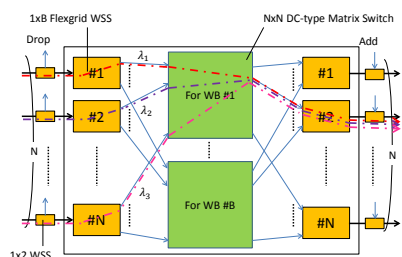 1xB Flexgrid WSS
NxN DC-type Matrix Switch
Drop
Add
#1
λ1
#1
#2
λ2
For WB #1
#2
N
N
λ3
For WB #B
#N
#N
1x2 WSS